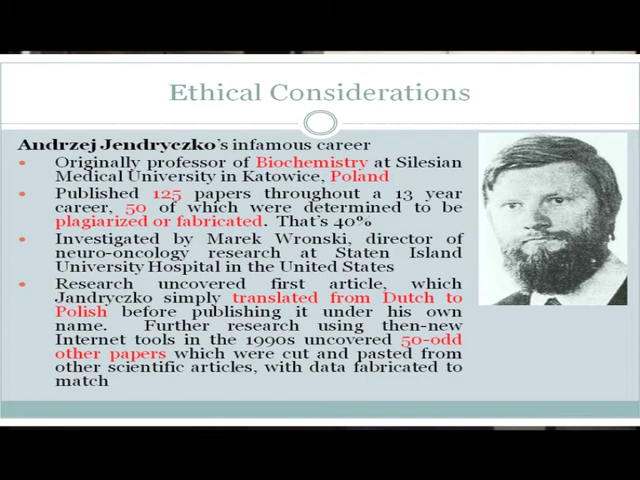 Ethical Considerations
Andrzej Jendryczko's infamous career
• Originally professor of Biochemistry at Silesian
Medical University in Katowice, Poland
• Published 125 papers throughout a 13 year
career, 50 of which were determined to be
plagiarized or fabricated. That's 40%
• Investigated by Marek Wronski, director of
neuro-oncology research at Staten Island
University Hospital in the United States
• Research uncovered first article, which
Jandryczko simply translated from Dutch to
Polish before publishing it under his own
name. Further research using then-new
Internet tools in the 1990s uncovered 50-odd
other papers which were cut and pasted from
other scientific articles, with data fabricated to
match